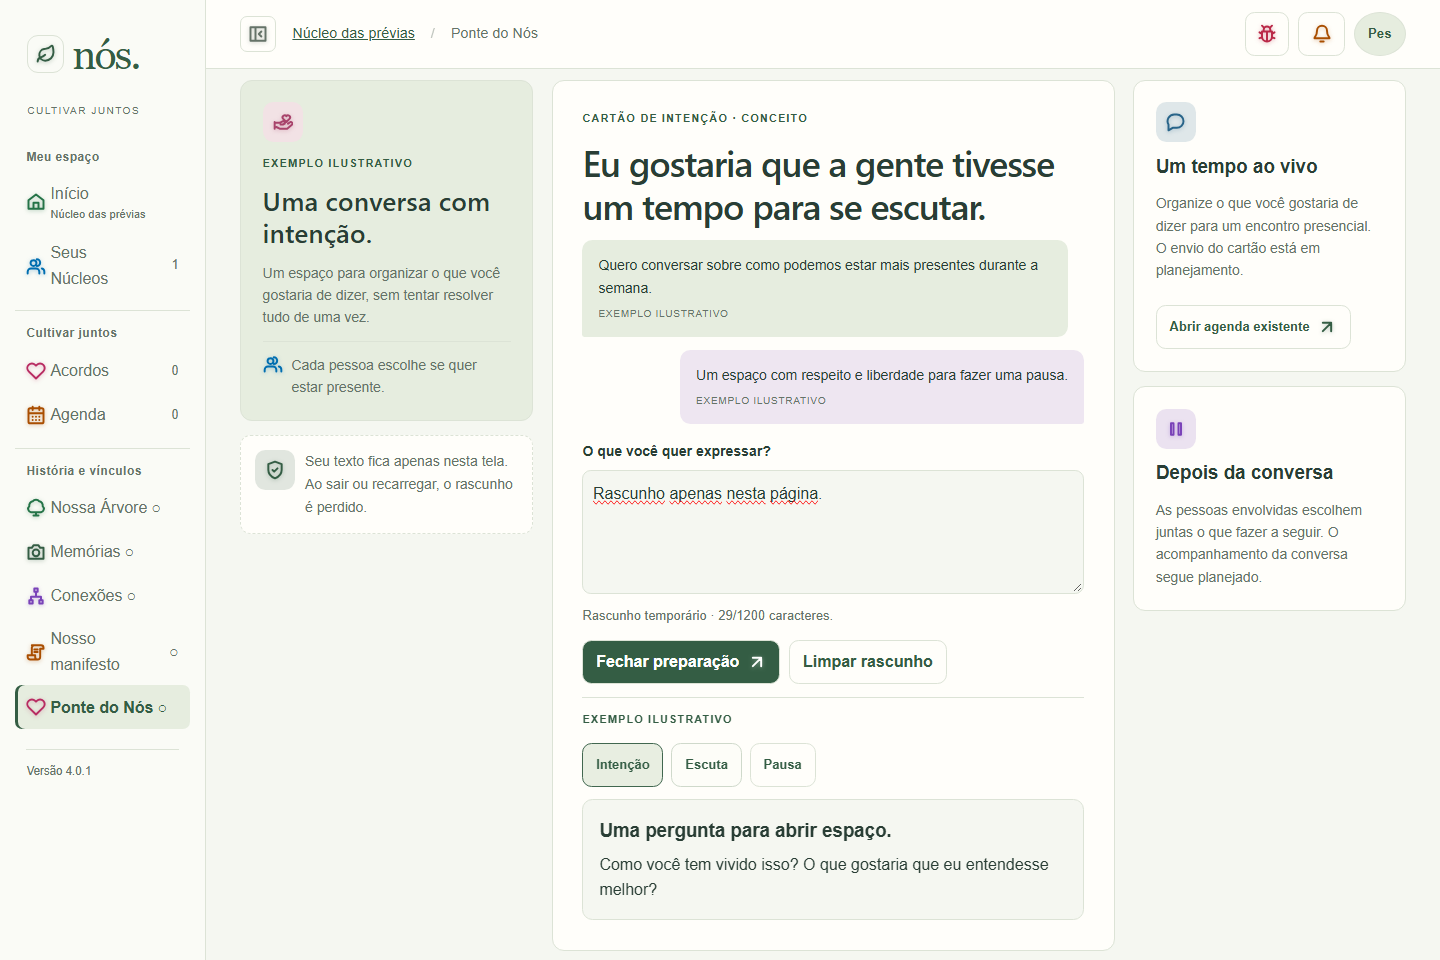 nós.
CULTIVAR JUNTOS
Meu espaço
Início
Núcleo das prévias
Seus
Núcleos
1
Cultivar juntos
Acordos
0
Agenda
0
História e vínculos
Nossa Árvore
Memórias
Conexões
Nosso
manifesto
Ponte do Nós
Versão 4.0.1
Núcleo das prévias / Ponte do Nós
Pes
EXEMPLO ILUSTRATIVO
Uma conversa com
intenção.
Um espaço para organizar o que você
gostaria de dizer, sem tentar resolver
tudo de uma vez.
Cada pessoa escolhe se quer
estar presente.
Seu texto fica apenas nesta tela.
Ao sair ou recarregar, o rascunho
é perdido.
CARTÃO DE INTENÇÃO · CONCEITO
Eu gostaria que a gente tivesse
um tempo para se escutar.
Quero conversar sobre como podemos estar mais presentes durante a
semana.
EXEMPLO ILUSTRATIVO
Um espaço com respeito e liberdade para fazer uma pausa.
EXEMPLO ILUSTRATIVO
O que você quer expressar?
Rascunho apenas nesta página.
Rascunho temporário · 29/1200 caracteres.
Fechar preparação
Limpar rascunho
EXEMPLO ILUSTRATIVO
Intenção
Escuta
Pausa
Uma pergunta para abrir espaço.
Como você tem vivido isso? O que gostaria que eu entendesse
melhor?
Um tempo ao vivo
Organize o que você gostaria de
dizer para um encontro presencial.
O envio do cartão está em
planejamento.
Abrir agenda existente
Depois da conversa
As pessoas envolvidas escolhem
juntas o que fazer a seguir. O
acompanhamento da conversa
segue planejado.